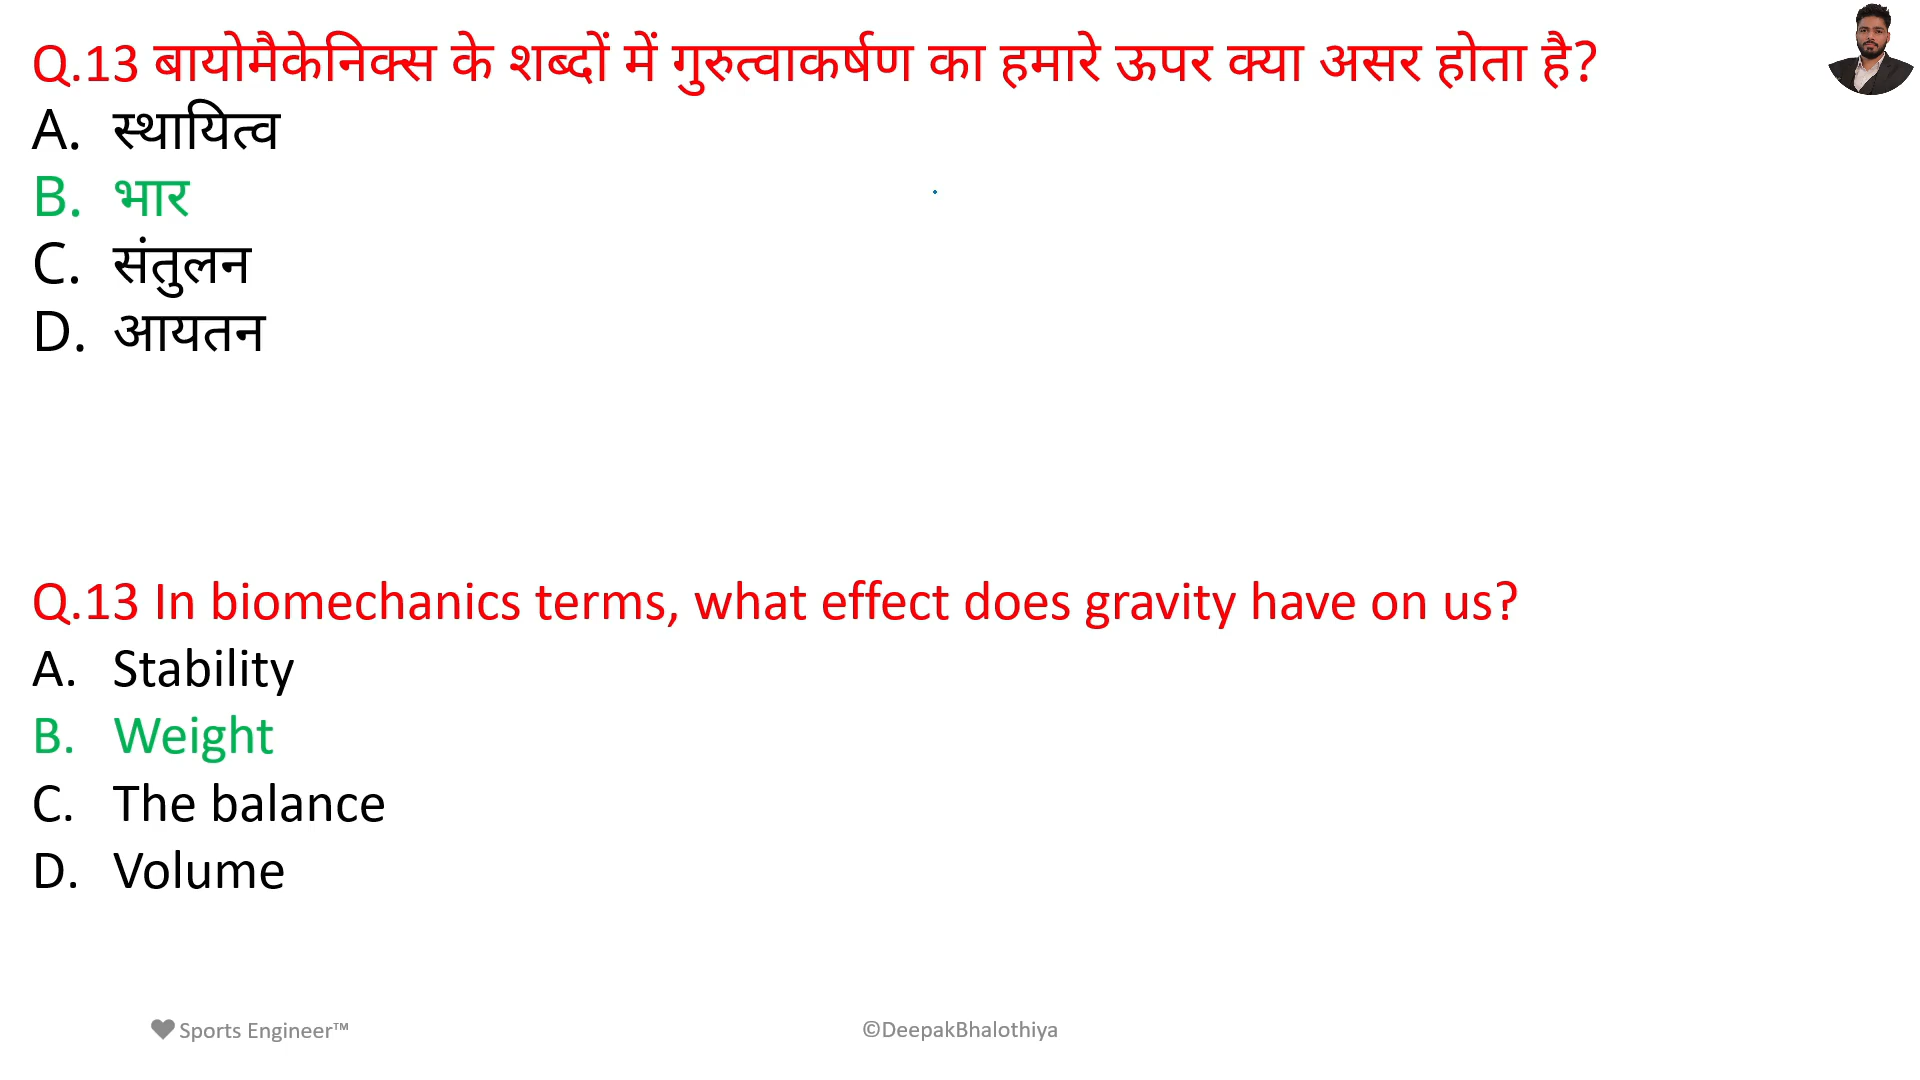 Q.13 बायोमैकेनिक्स के शब्दों में गुरुत्वाकर्षण का हमारे ऊपर क्या असर होता है?
A. स्थायित्व
B. भार
C. संतुलन
D. आयतन
Q.13 In biomechanics terms, what effect does gravity have on us?
A. Stability
B. Weight
C. The balance
D. Volume
♥ Sports Engineer™
©DeepakBhalothiya